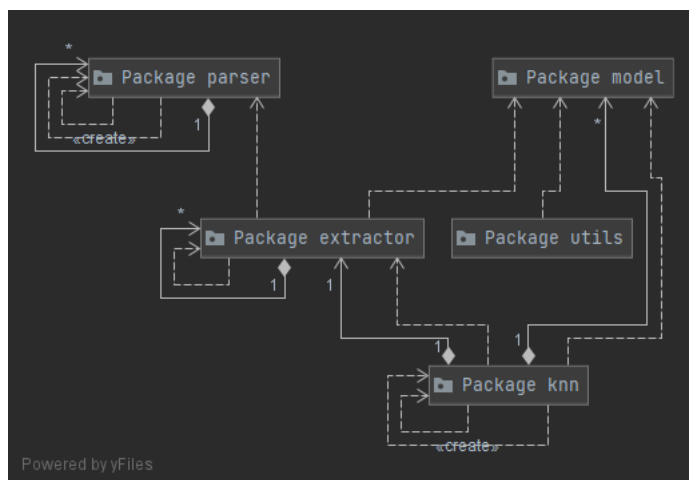 *
Package parser
Package model
1
«create»
*
*
Package extractor
Package utils
1
1
1
1
Package knn
«create»
Powered by yFiles